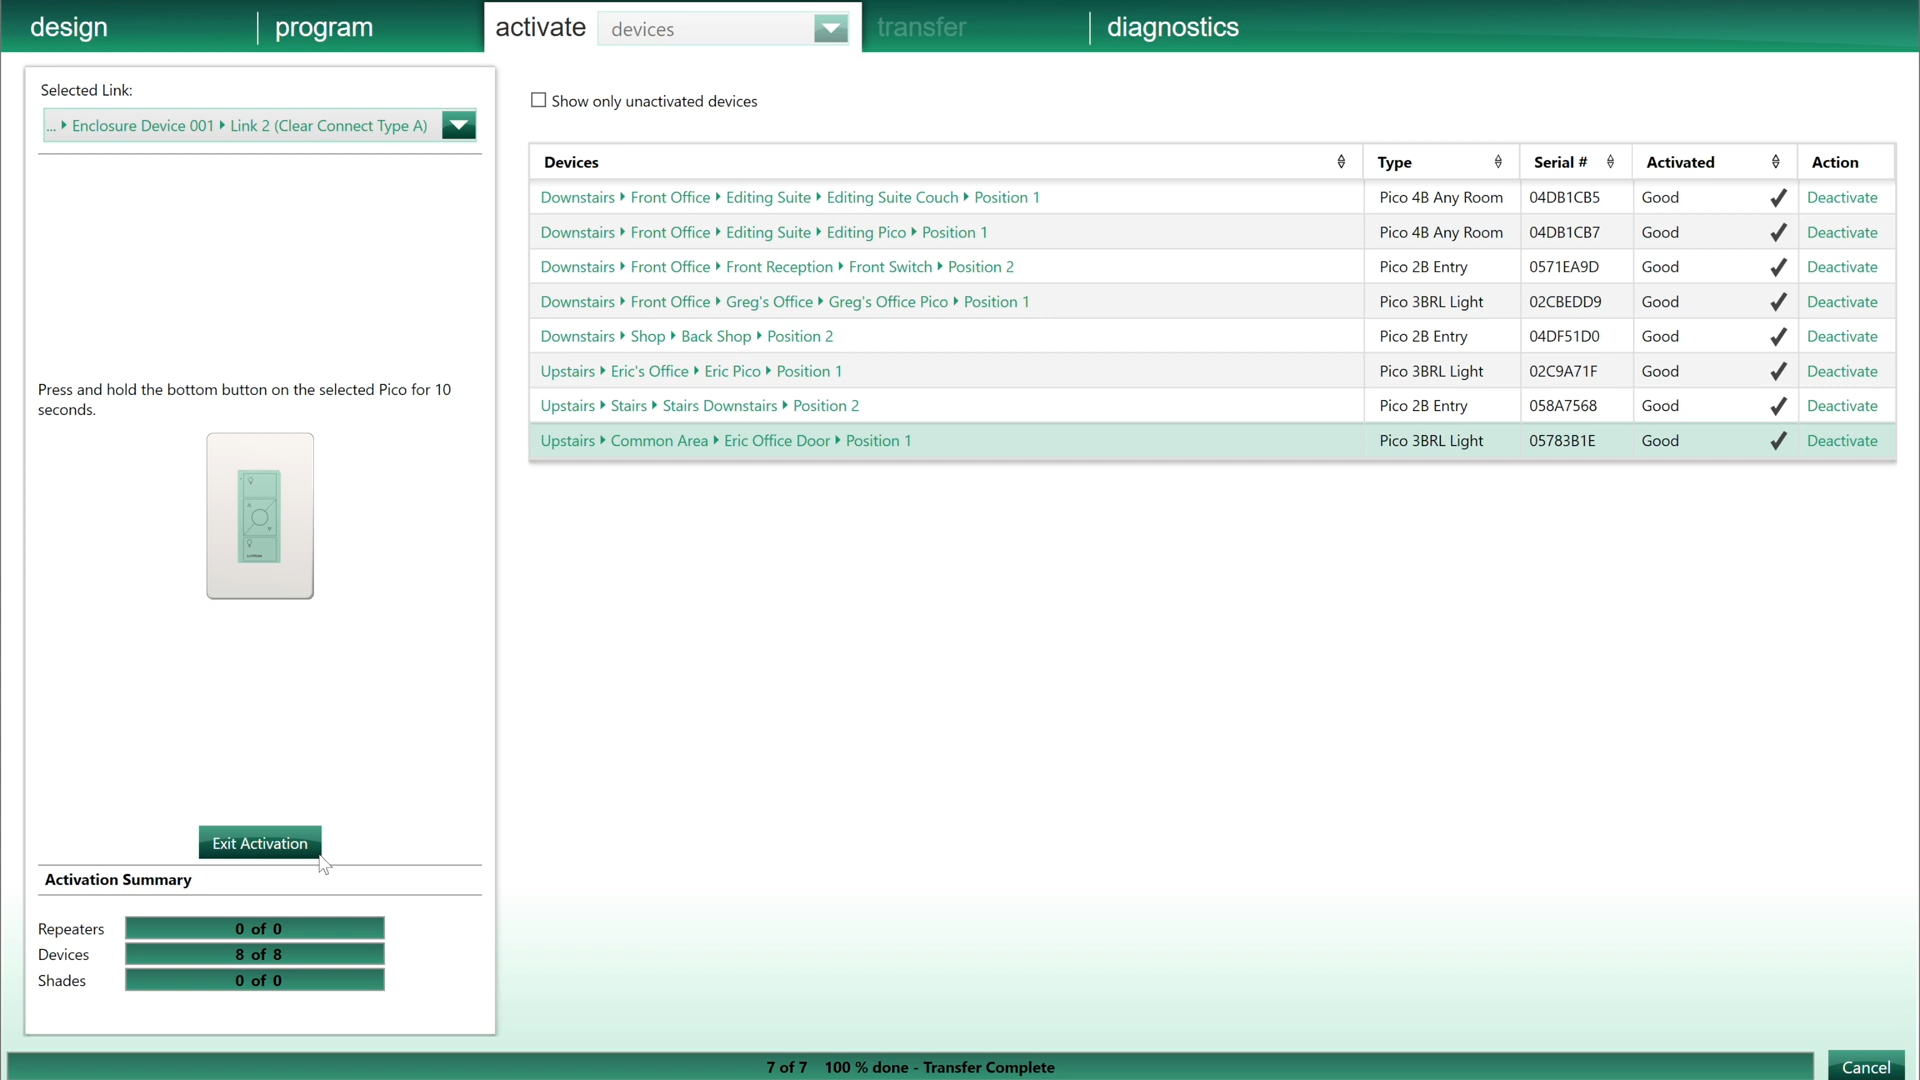 design
program
activate
devices
transfer
diagnostics
Selected Link:
... Enclosure Device 001 Link 2 (Clear Connect Type A)
Show only unactivated devices
Devices Type Serial # Activated Action
Downstairs Front Office Editing Suite Editing Suite Couch Position 1 Pico 4B Any Room 04DB1CB5 Good Deactivate
Downstairs Front Office Editing Suite Editing Pico Position 1 Pico 4B Any Room 04DB1CB7 Good Deactivate
Downstairs Front Office Front Reception Front Switch Position 2 Pico 2B Entry 0571EA9D Good Deactivate
Downstairs Front Office Greg's Office Greg's Office Pico Position 1 Pico 3BRL Light 02CBEDD9 Good Deactivate
Downstairs Shop Back Shop Position 2 Pico 2B Entry 04DF51D0 Good Deactivate
Upstairs Eric's Office Eric Pico Position 1 Pico 3BRL Light 02C9A71F Good Deactivate
Upstairs Stairs Stairs Downstairs Position 2 Pico 2B Entry 058A7568 Good Deactivate
Upstairs Common Area Eric Office Door Position 1 Pico 3BRL Light 05783B1E Good Deactivate
Press and hold the bottom button on the selected Pico for 10
seconds.
Exit Activation
Activation Summary
Repeaters 0 of 0
Devices 8 of 8
Shades 0 of 0
7 of 7 100 % done - Transfer Complete
Cancel